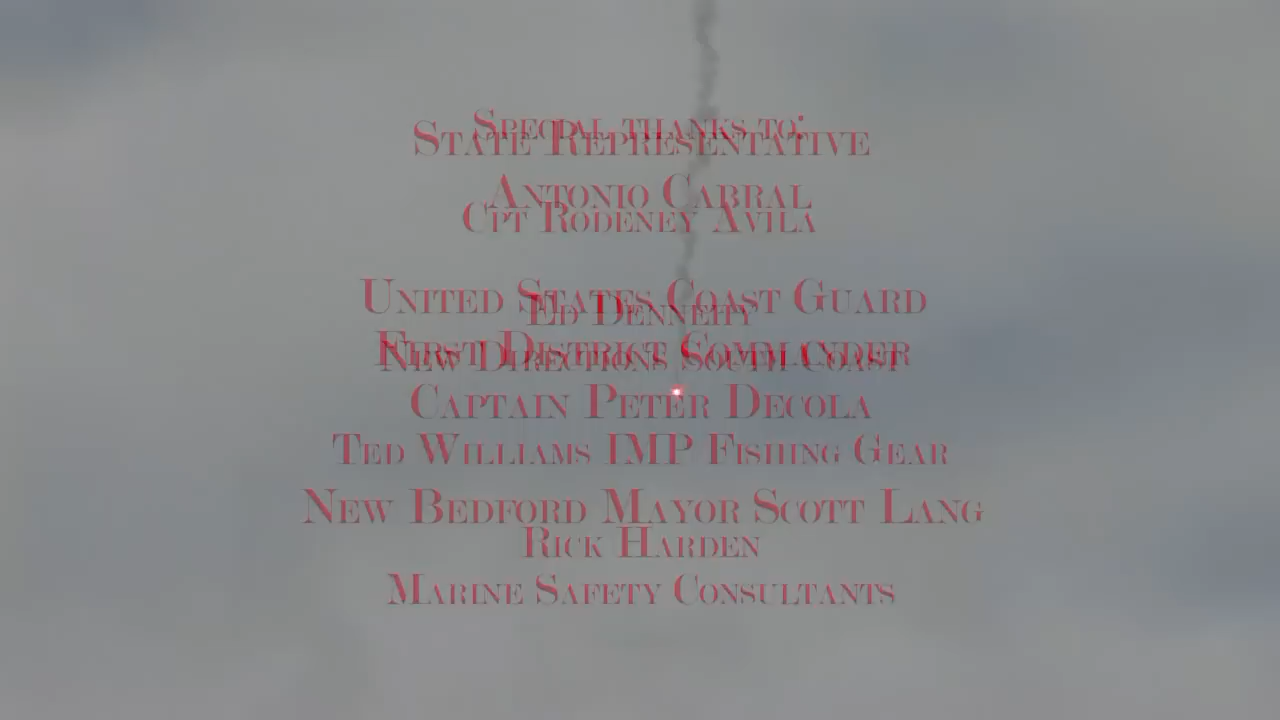 Special thanks to:
State Representative
Antonio Cabral
Cpt Rodeney Avila
United States Coast Guard
Ed Dennehy
First District Commander
New Directions South Coast
Captain Peter Decola
Ted Williams IMP Fishing Gear
New Bedford Mayor Scott Lang
Rick Harden
Marine Safety Consultants